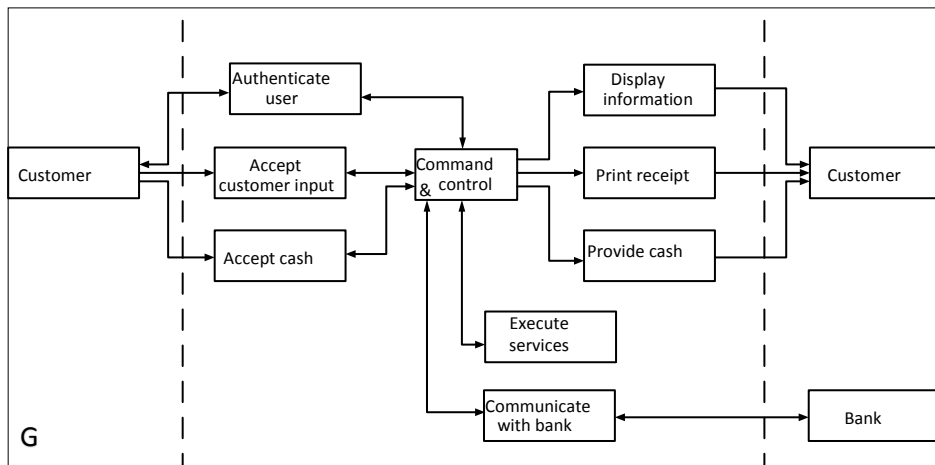 Authenticate
user
Display
information
Customer
Accept
customer input
Command
& control
Print receipt
Customer
Accept cash
Provide cash
Execute
services
Communicate
with bank
Bank
G